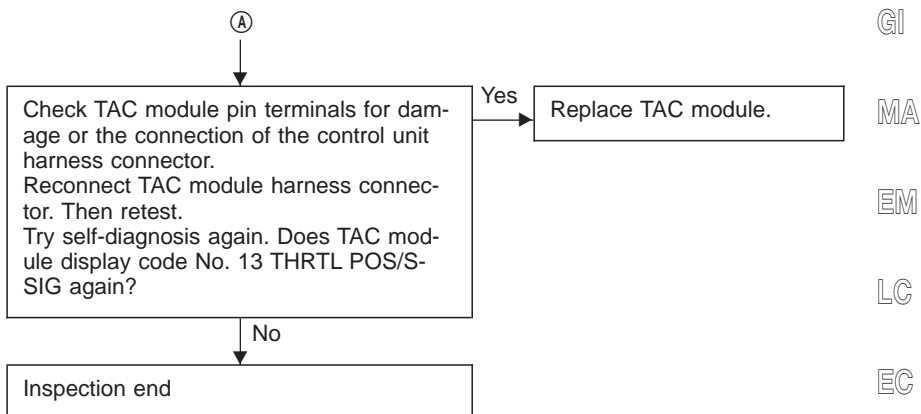 Ⓐ
GI
Check TAC module pin terminals for dam-
age or the connection of the control unit
harness connector.
Reconnect TAC module harness connec-
tor. Then retest.
Try self-diagnosis again. Does TAC mod-
ule display code No. 13 THRTL POS/S-
SIG again?
Yes
Replace TAC module.
MA
EM
LC
No
Inspection end
EC